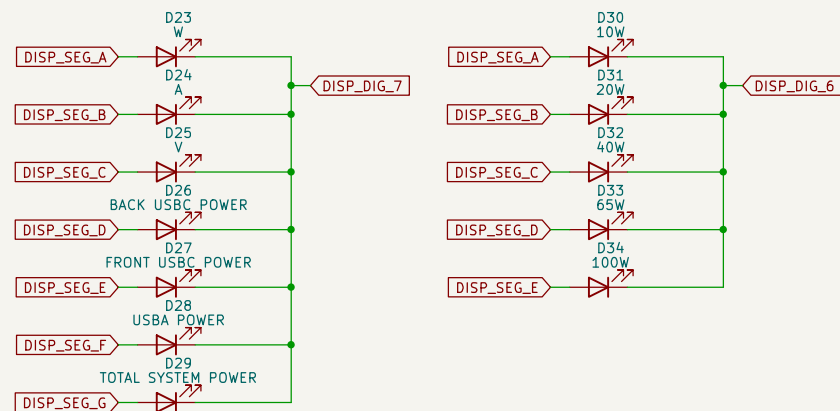 D23
W
DISP_SEG_A
D24
A
DISP_DIG_7
DISP_SEG_B
D25
V
DISP_SEG_C
D26
BACK USBC POWER
DISP_SEG_D
D27
FRONT USBC POWER
DISP_SEG_E
D28
USBA POWER
DISP_SEG_F
D29
TOTAL SYSTEM POWER
DISP_SEG_G
D30
10W
DISP_SEG_A
D31
20W
DISP_DIG_6
DISP_SEG_B
D32
40W
DISP_SEG_C
D33
65W
DISP_SEG_D
D34
100W
DISP_SEG_E